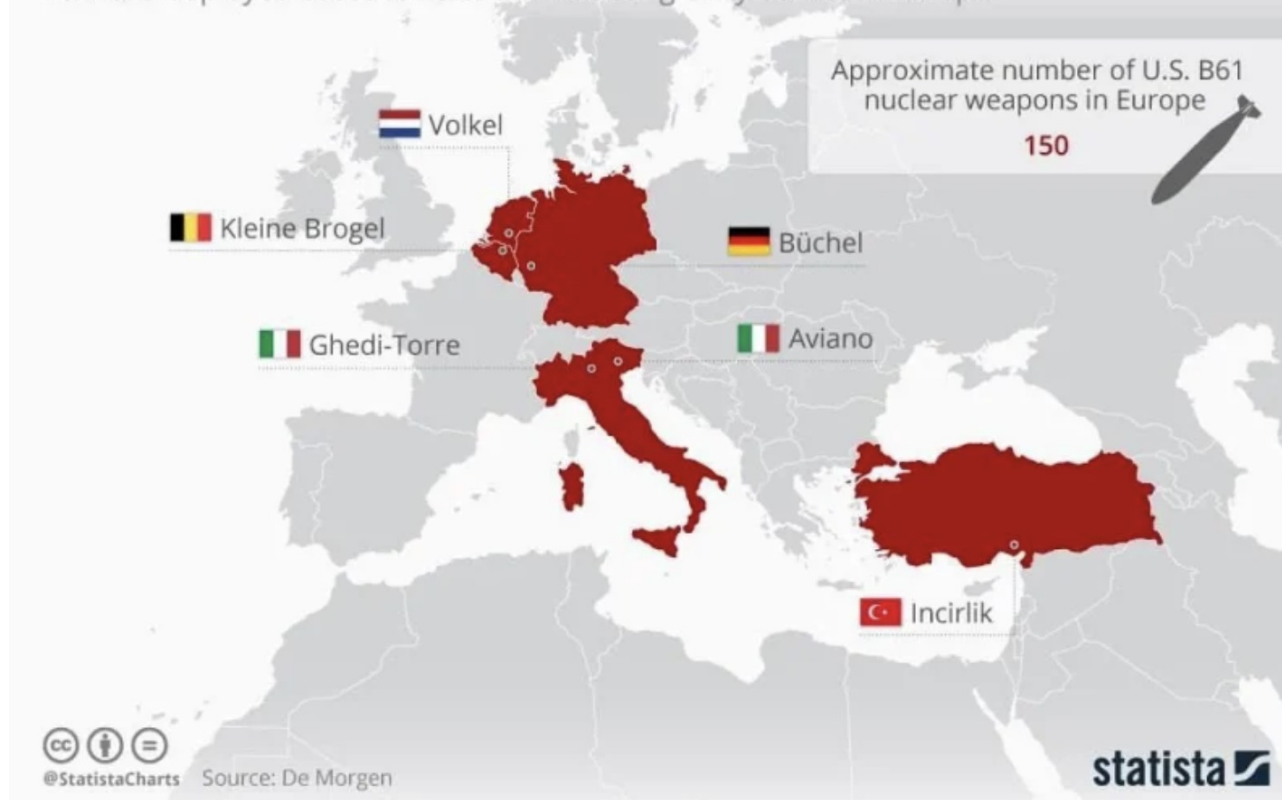 Approximate number of U.S. B61
nuclear weapons in Europe
150
Volkel
Kleine Brogel
Büchel
Ghedi-Torre
Aviano
Incirlik
cc
@StatistaCharts Source: De Morgen
statista